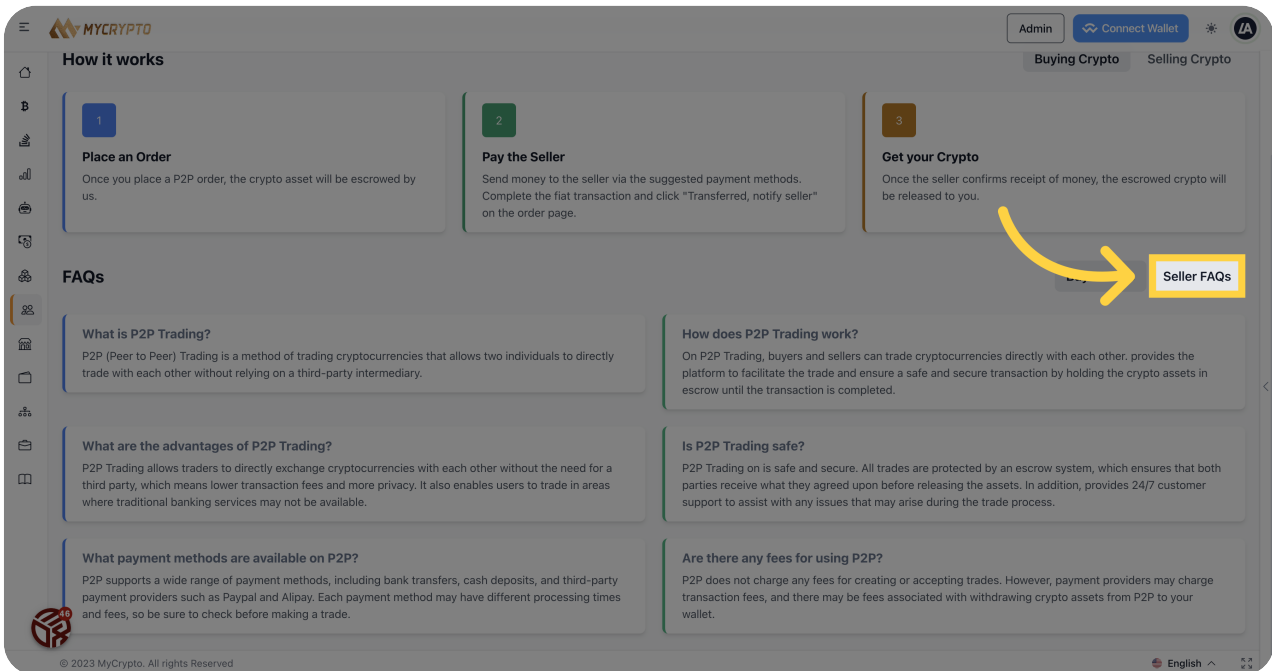 MYCRYPTO
Admin
Connect Wallet
How it works
Buying Crypto
Selling Crypto
1
2
3
Place an Order
Once you place a P2P order, the crypto asset will be escrowed by
us.
Pay the Seller
Send money to the seller via the suggested payment methods.
Complete the fiat transaction and click "Transferred, notify seller"
on the order page.
Get your Crypto
Once the seller confirms receipt of money, the escrowed crypto will
be released to you.
FAQs
Seller FAQs
What is P2P Trading?
P2P (Peer to Peer) Trading is a method of trading cryptocurrencies that allows two individuals to directly
trade with each other without relying on a third-party intermediary.
How does P2P Trading work?
On P2P Trading, buyers and sellers can trade cryptocurrencies directly with each other. provides the
platform to facilitate the trade and ensure a safe and secure transaction by holding the crypto assets in
escrow until the transaction is completed.
What are the advantages of P2P Trading?
P2P Trading allows traders to directly exchange cryptocurrencies with each other without the need for a
third party, which means lower transaction fees and more privacy. It also enables users to trade in areas
where traditional banking services may not be available.
Is P2P Trading safe?
P2P Trading on is safe and secure. All trades are protected by an escrow system, which ensures that both
parties receive what they agreed upon before releasing the assets. In addition, provides 24/7 customer
support to assist with any issues that may arise during the trade process.
What payment methods are available on P2P?
P2P supports a wide range of payment methods, including bank transfers, cash deposits, and third-party
payment providers such as Paypal and Alipay. Each payment method may have different processing times
and fees, so be sure to check before making a trade.
Are there any fees for using P2P?
P2P does not charge any fees for creating or accepting trades. However, payment providers may charge
transaction fees, and there may be fees associated with withdrawing crypto assets from P2P to your
wallet.
46
© 2023 MyCrypto. All rights Reserved
English